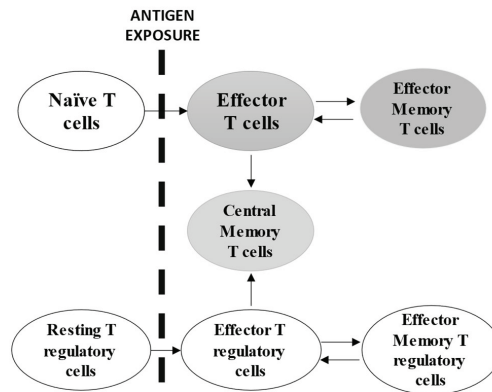 ANTIGEN
EXPOSURE
Naïve T
cells
Effector
T cells
Effector
Memory
T cells
Central
Memory
T cells
Resting T
regulatory
cells
Effector T
regulatory
cells
Effector
Memory T
regulatory
cells